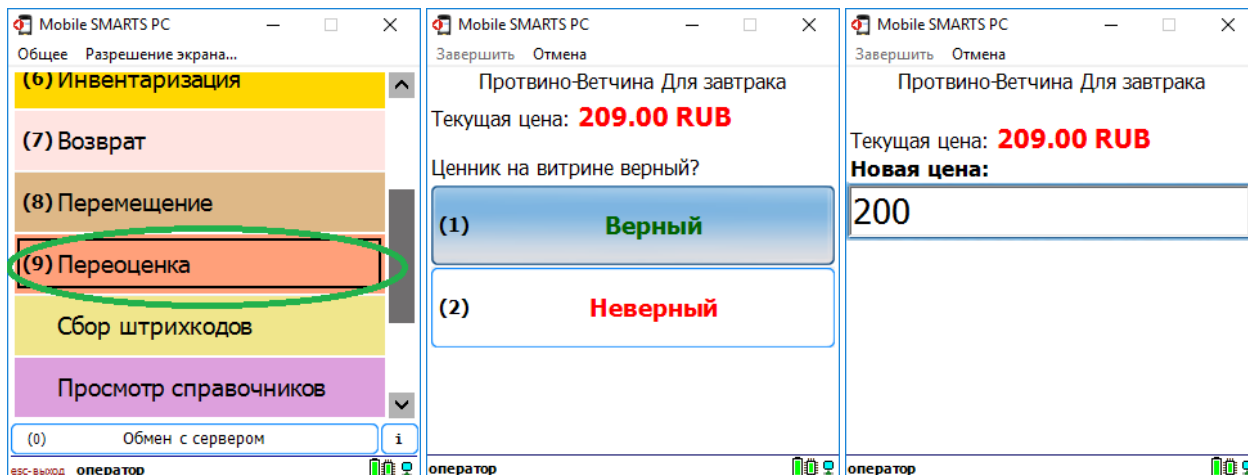 Mobile SMARTS PC
Общее Разрешение экрана...
(6) Инвентаризация
(7) Возврат
(8) Перемещение
(9) Переоценка
Сбор штрихкодов
Просмотр справочников
(0) Обмен с сервером i
esc-выход оператор
Mobile SMARTS PC
Завершить Отмена
Протвино-Ветчина Для завтрака
Текущая цена: 209.00 RUB
Ценник на витрине верный?
(1) Верный
(2) Неверный
оператор
Mobile SMARTS PC
Завершить Отмена
Протвино-Ветчина Для завтрака
Текущая цена: 209.00 RUB
Новая цена:
200
оператор